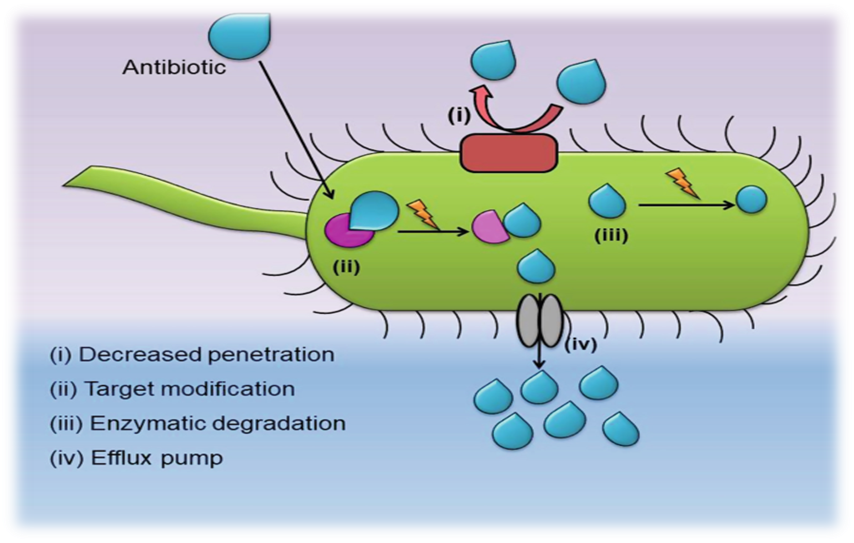 Antibiotic
(i)
(ii)
(iii)
(iv)
(i) Decreased penetration
(ii) Target modification
(iii) Enzymatic degradation
(iv) Efflux pump